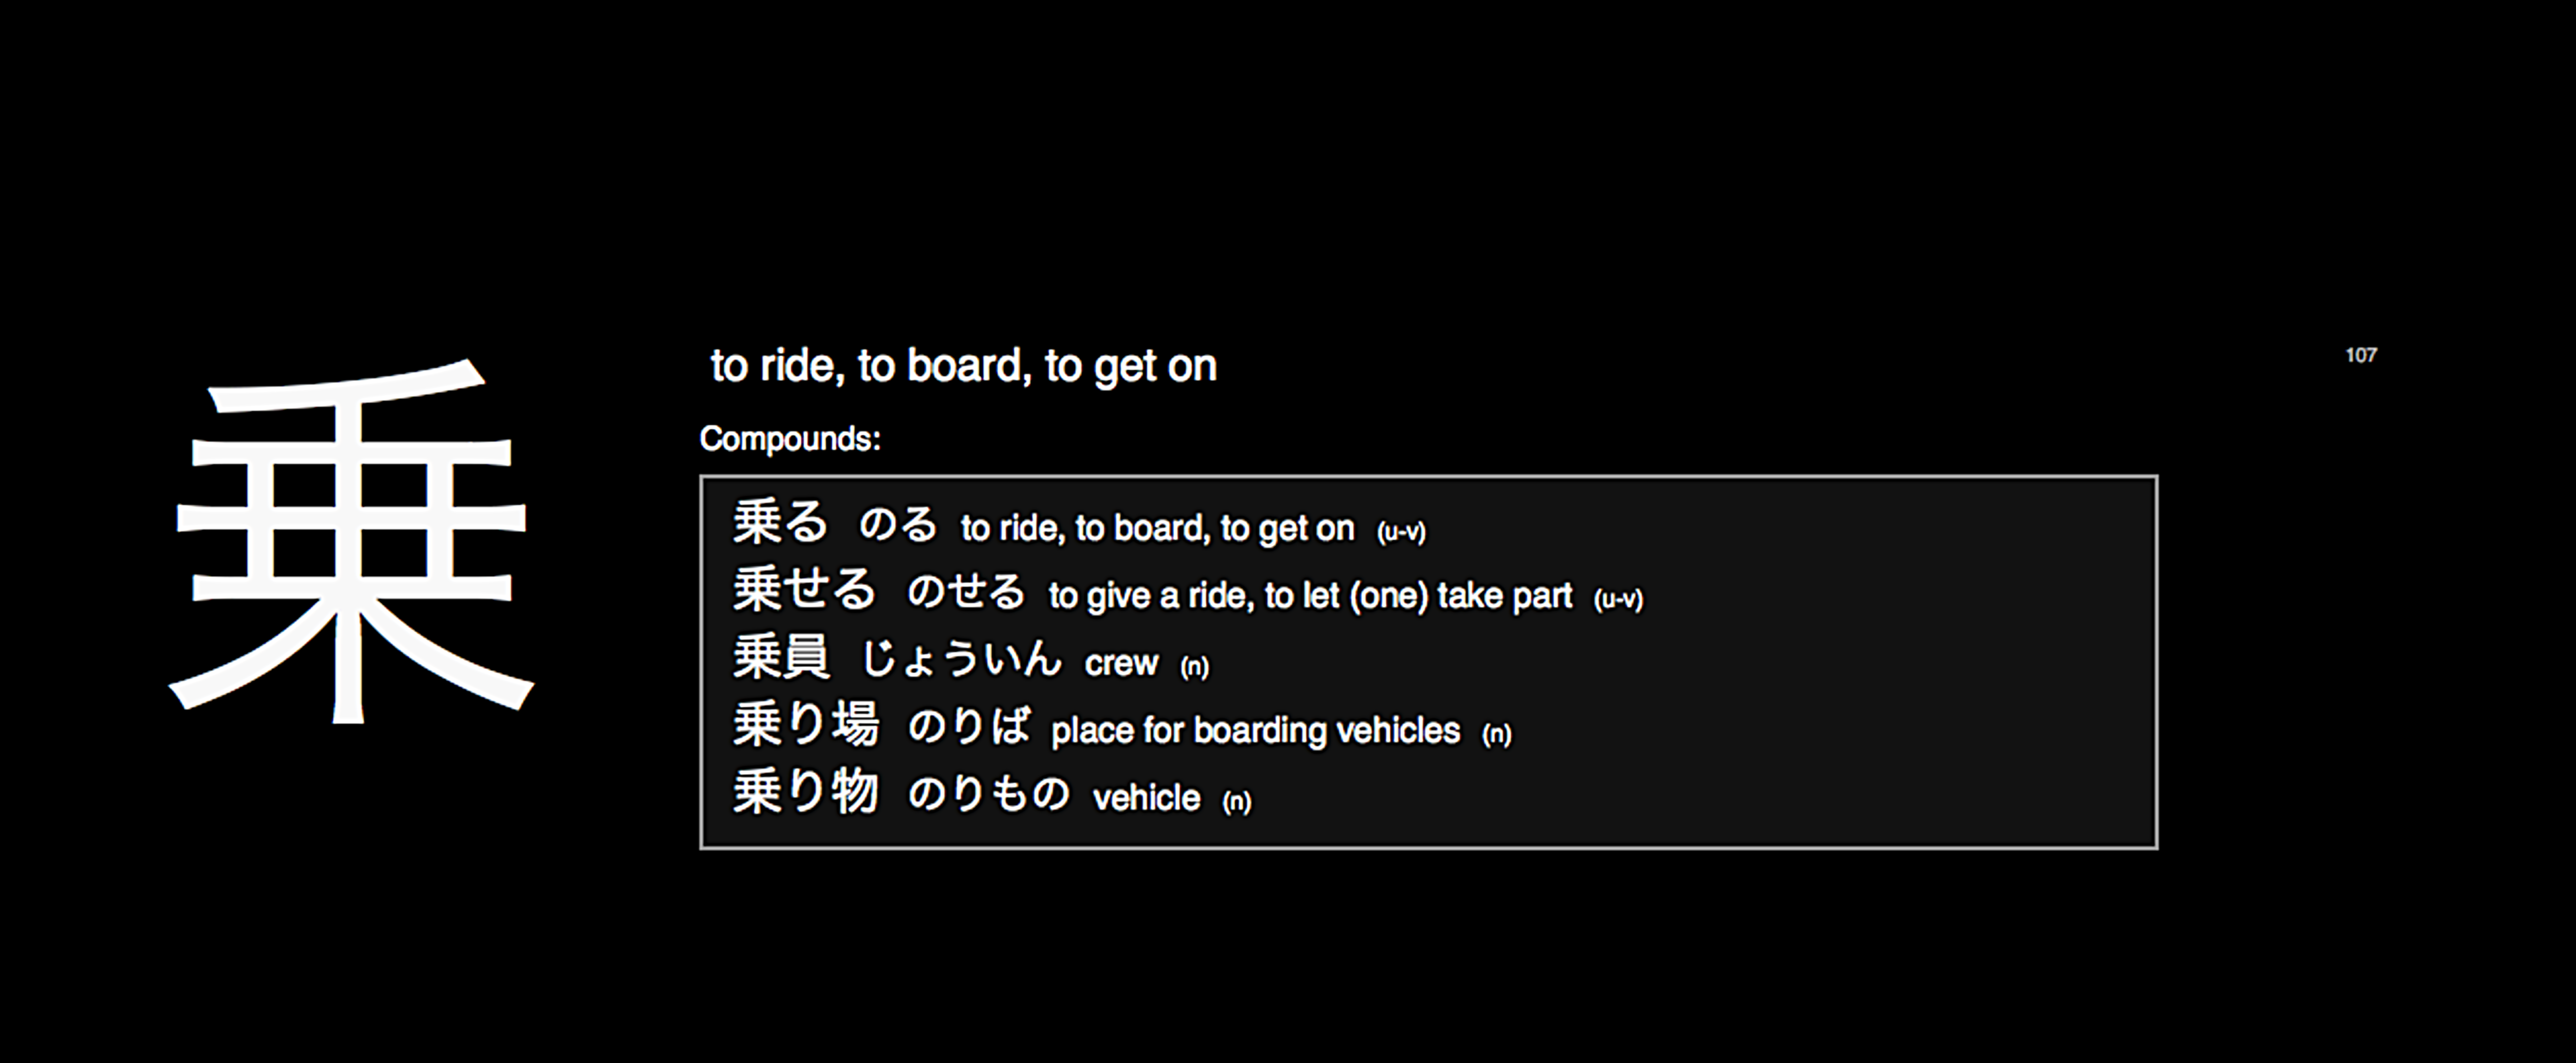 乗
to ride, to board, to get on
107
Compounds:
乗る のる to ride, to board, to get on (u-v)
乗せる のせる to give a ride, to let (one) take part (u-v)
乗員 じょういん crew (n)
乗り場 のりば place for boarding vehicles (n)
乗り物 のりもの vehicle (n)